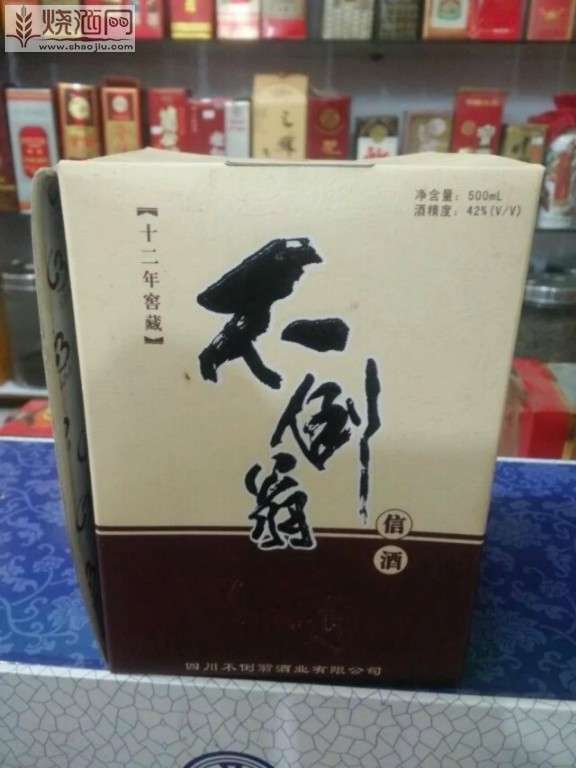 烧酒网
www.shaojiu.com
净含量：500mL
酒精度：42%(V/V)
【十二年窖藏】
不倒翁
信酒
四川不倒翁酒业有限公司